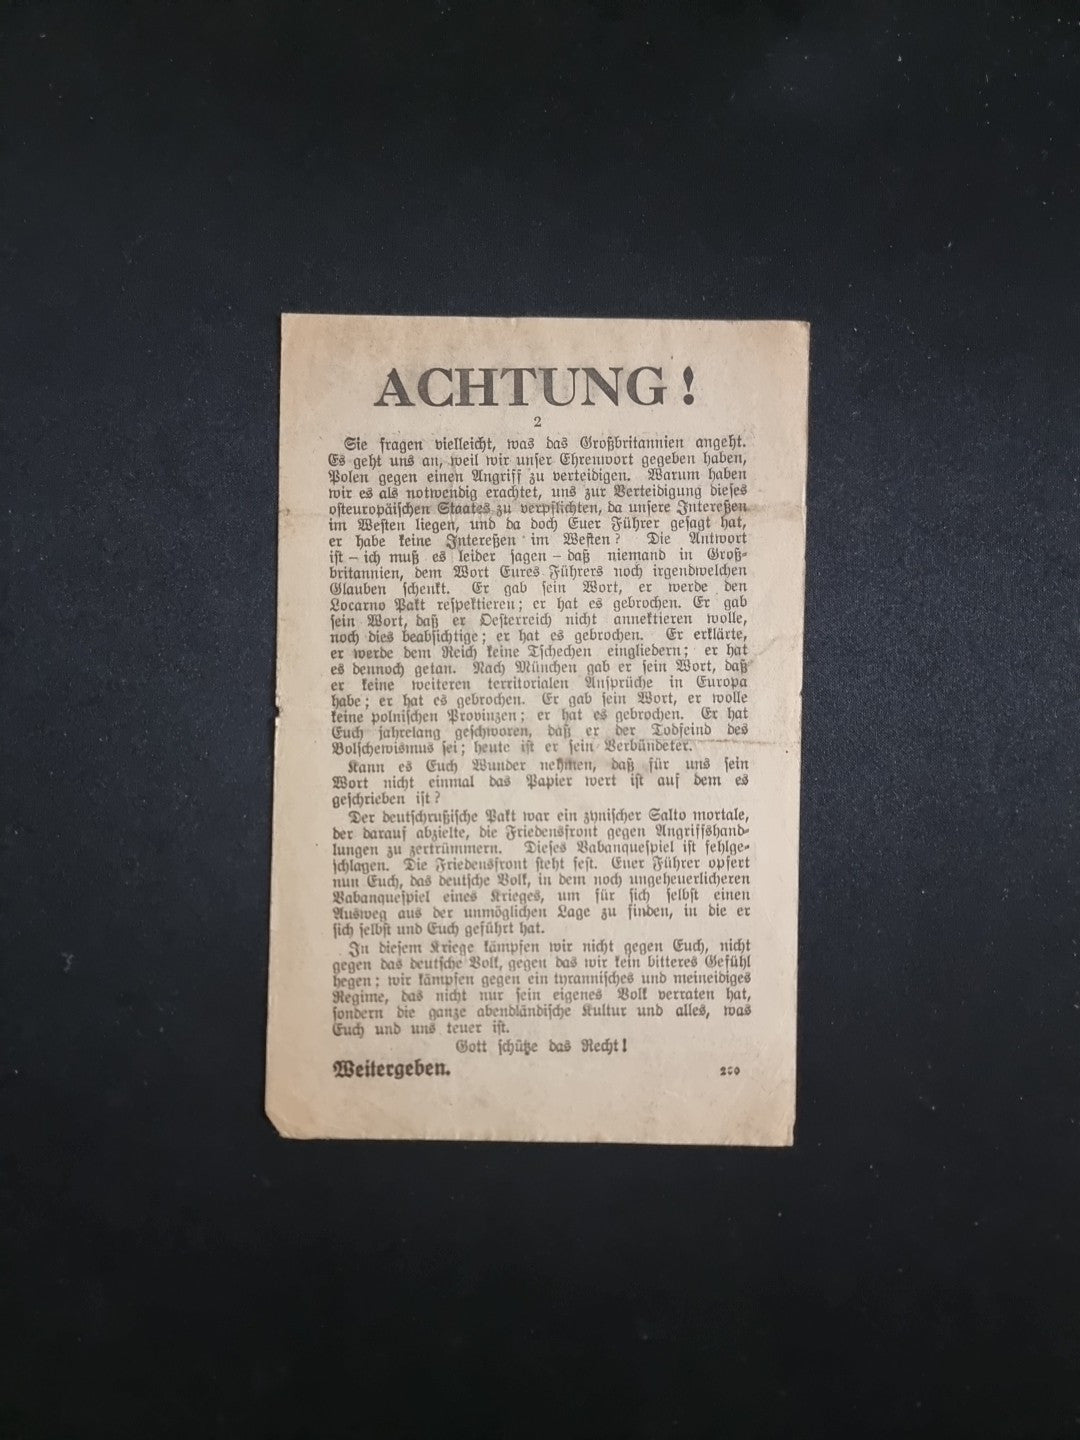 ACHTUNG!
2
Sie fragen vielleicht, was das Großbritannien angeht.
Es geht uns an, weil wir unser Ehrenwort gegeben haben,
Polen gegen einen Angriff zu verteidigen. Warum haben
wir es als notwendig erachtet, uns zur Verteidigung dieses
osteuropäischen Staates zu verpflichten, da unsere Intereßen
im Westen liegen, und da doch Euer Führer gesagt hat,
er habe keine Intereßen im Westen? Die Antwort
ist – ich muß es leider sagen – daß niemand in Groß-
britannien, dem Wort Eures Führers noch irgendwelchen
Glauben schenkt. Er gab sein Wort, er werde den
Locarno Pakt respektieren; er hat es gebrochen. Er gab
sein Wort, daß er Oesterreich nicht annektieren wolle,
noch dies beabsichtige; er hat es gebrochen. Er erklärte,
er werde dem Reich keine Tschechen eingliedern; er hat
es dennoch getan. Nach München gab er sein Wort, daß
er keine weiteren territorialen Ansprüche in Europa
habe; er hat es gebrochen. Er gab sein Wort, er wolle
keine polnischen Provinzen; er hat es gebrochen. Er hat
Euch jahrelang geschworen, daß er der Todfeind des
Bolschewismus sei; heute ist er sein Verbündeter.
Kann es Euch Wunder nehmen, daß für uns sein
Wort nicht einmal das Papier wert ist auf dem es
geschrieben ist?
Der deutschrußische Pakt war ein zynischer Salto mortale,
der darauf abzielte, die Friedensfront gegen Angriffshand-
lungen zu zertrümmern. Dieses Vabanquespiel ist fehlge-
schlagen. Die Friedensfront steht fest. Euer Führer opfert
nun Euch, das deutsche Volk, in dem noch ungeheuerlicheren
Vabanquespiel eines Krieges, um für sich selbst einen
Ausweg aus der unmöglichen Lage zu finden, in die er
sich selbst und Euch geführt hat.
In diesem Kriege kämpfen wir nicht gegen Euch, nicht
gegen das deutsche Volk, gegen das wir kein bitteres Gefühl
hegen; wir kämpfen gegen ein tyrannisches und meineidiges
Regime, das nicht nur sein eigenes Volk verraten hat,
sondern die ganze abendländische Kultur und alles, was
Euch und uns teuer ist.
Gott schütze das Recht!
Weitergeben.